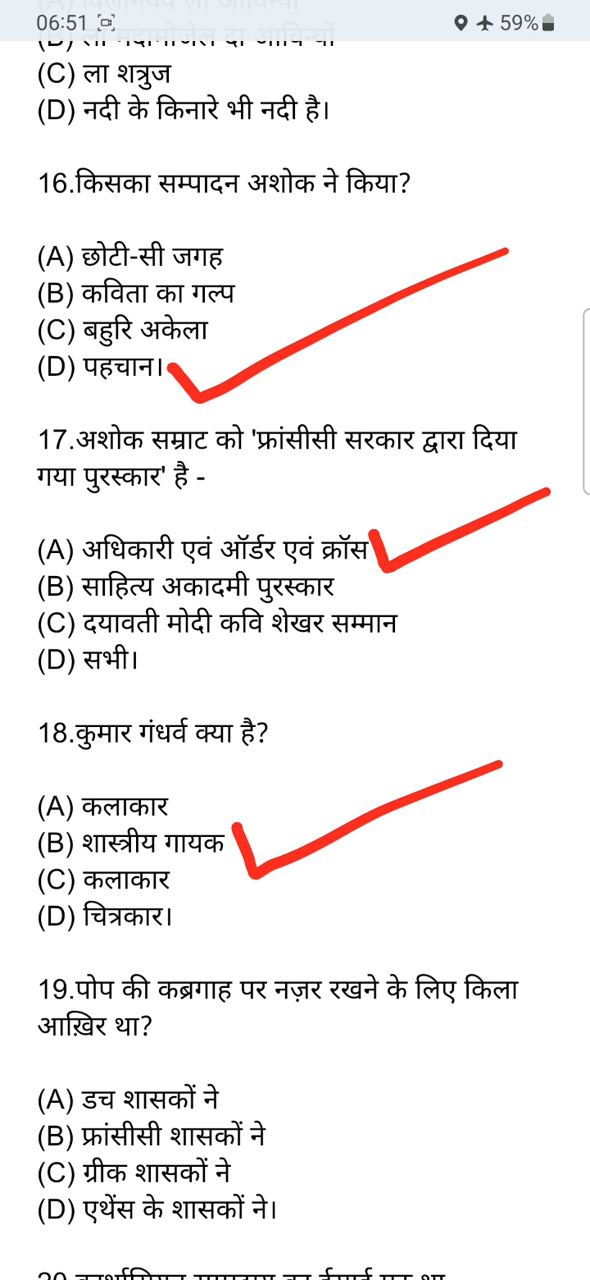 06:51
59%
(C) ला शत्रुज
(D) नदी के किनारे भी नदी है।
16.किसका सम्पादन अशोक ने किया?
(A) छोटी-सी जगह
(B) कविता का गल्प
(C) बहुरि अकेला
(D) पहचान।
17.अशोक सम्राट को 'फ्रांसीसी सरकार द्वारा दिया
गया पुरस्कार' है -
(A) अधिकारी एवं ऑर्डर एवं क्रॉस
(B) साहित्य अकादमी पुरस्कार
(C) दयावती मोदी कवि शेखर सम्मान
(D) सभी।
18.कुमार गंधर्व क्या है?
(A) कलाकार
(B) शास्त्रीय गायक
(C) कलाकार
(D) चित्रकार।
19.पोप की कब्रगाह पर नज़र रखने के लिए किला
आख़िर था?
(A) डच शासकों ने
(B) फ्रांसीसी शासकों ने
(C) ग्रीक शासकों ने
(D) एथेंस के शासकों ने।